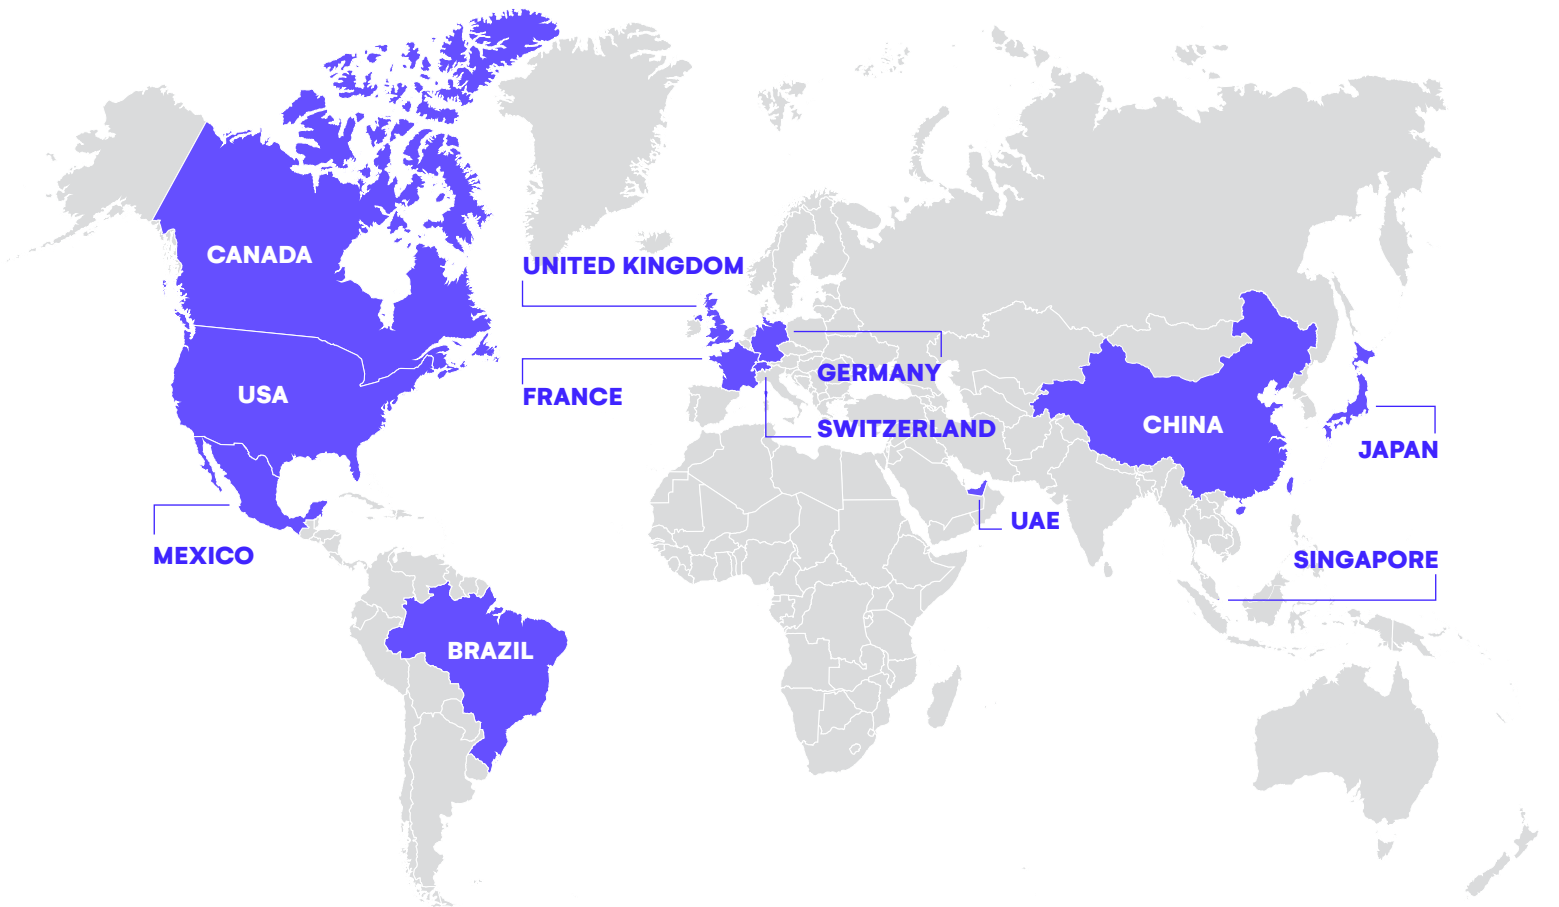 CANADA
UNITED KINGDOM
GERMANY
USA
FRANCE
SWITZERLAND
CHINA
JAPAN
UAE
MEXICO
SINGAPORE
BRAZIL